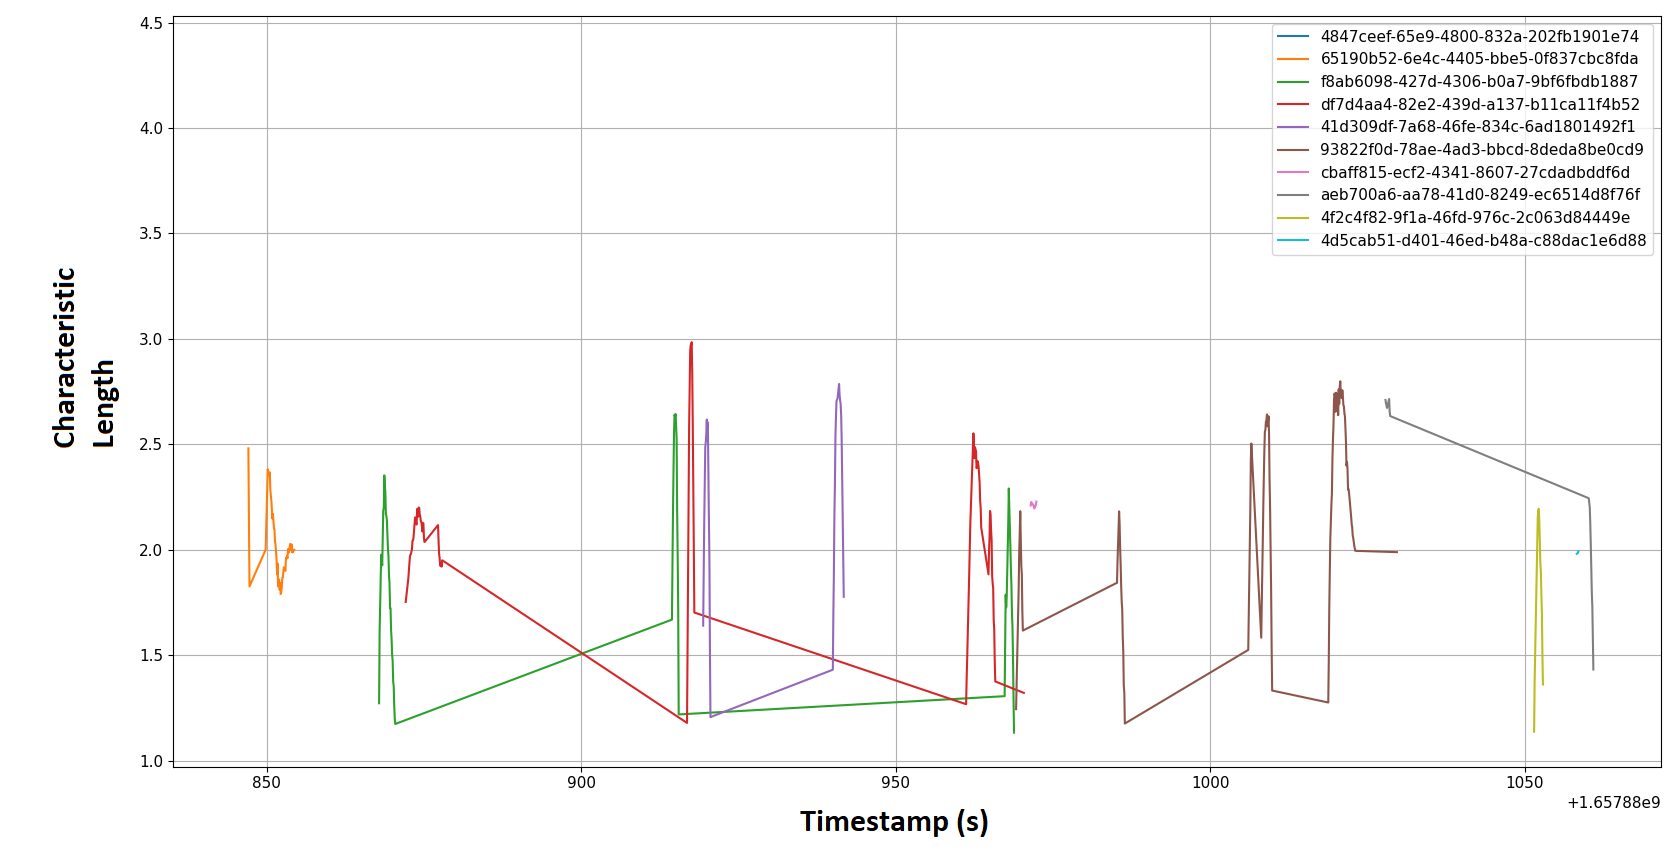 4.5
4.0
3.5
3.0
2.5
2.0
1.5
1.0
Characteristic
Length
4847ceef-65e9-4800-832a-202fb1901e74
65190b52-6e4c-4405-bbe5-0f837cbc8fda
f8ab6098-427d-4306-b0a7-9bf6fbdb1887
df7d4aa4-82e2-439d-a137-b11ca11f4b52
41d309df-7a68-46fe-834c-6ad1801492f1
93822f0d-78ae-4ad3-bbcd-8deda8be0cd9
cbaff815-ecf2-4341-8607-27cdadbddf6d
aeb700a6-aa78-41d0-8249-ec6514d8f76f
4f2c4f82-9f1a-46fd-976c-2c063d84449e
4d5cab51-d401-46ed-b48a-c88dac1e6d88
850 900 950 1000 1050
+1.65788e9
Timestamp (s)